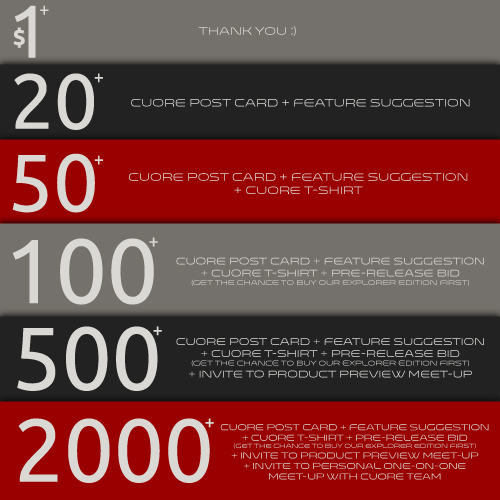 $1+ THANK YOU :)
20+ CUORE POST CARD + FEATURE SUGGESTION
50+ CUORE POST CARD + FEATURE SUGGESTION
+ CUORE T-SHIRT
100+ CUORE POST CARD + FEATURE SUGGESTION
+ CUORE T-SHIRT + PRE-RELEASE BID
(GET THE CHANCE TO BUY OUR EXPLORER EDITION FIRST)
500+ CUORE POST CARD + FEATURE SUGGESTION
+ CUORE T-SHIRT + PRE-RELEASE BID
(GET THE CHANCE TO BUY OUR EXPLORER EDITION FIRST)
+ INVITE TO PRODUCT PREVIEW MEET-UP
2000+ CUORE POST CARD + FEATURE SUGGESTION
+ CUORE T-SHIRT + PRE-RELEASE BID
(GET THE CHANCE TO BUY OUR EXPLORER EDITION FIRST)
+ INVITE TO PRODUCT PREVIEW MEET-UP
+ INVITE TO PERSONAL ONE-ON-ONE
MEET-UP WITH CUORE TEAM